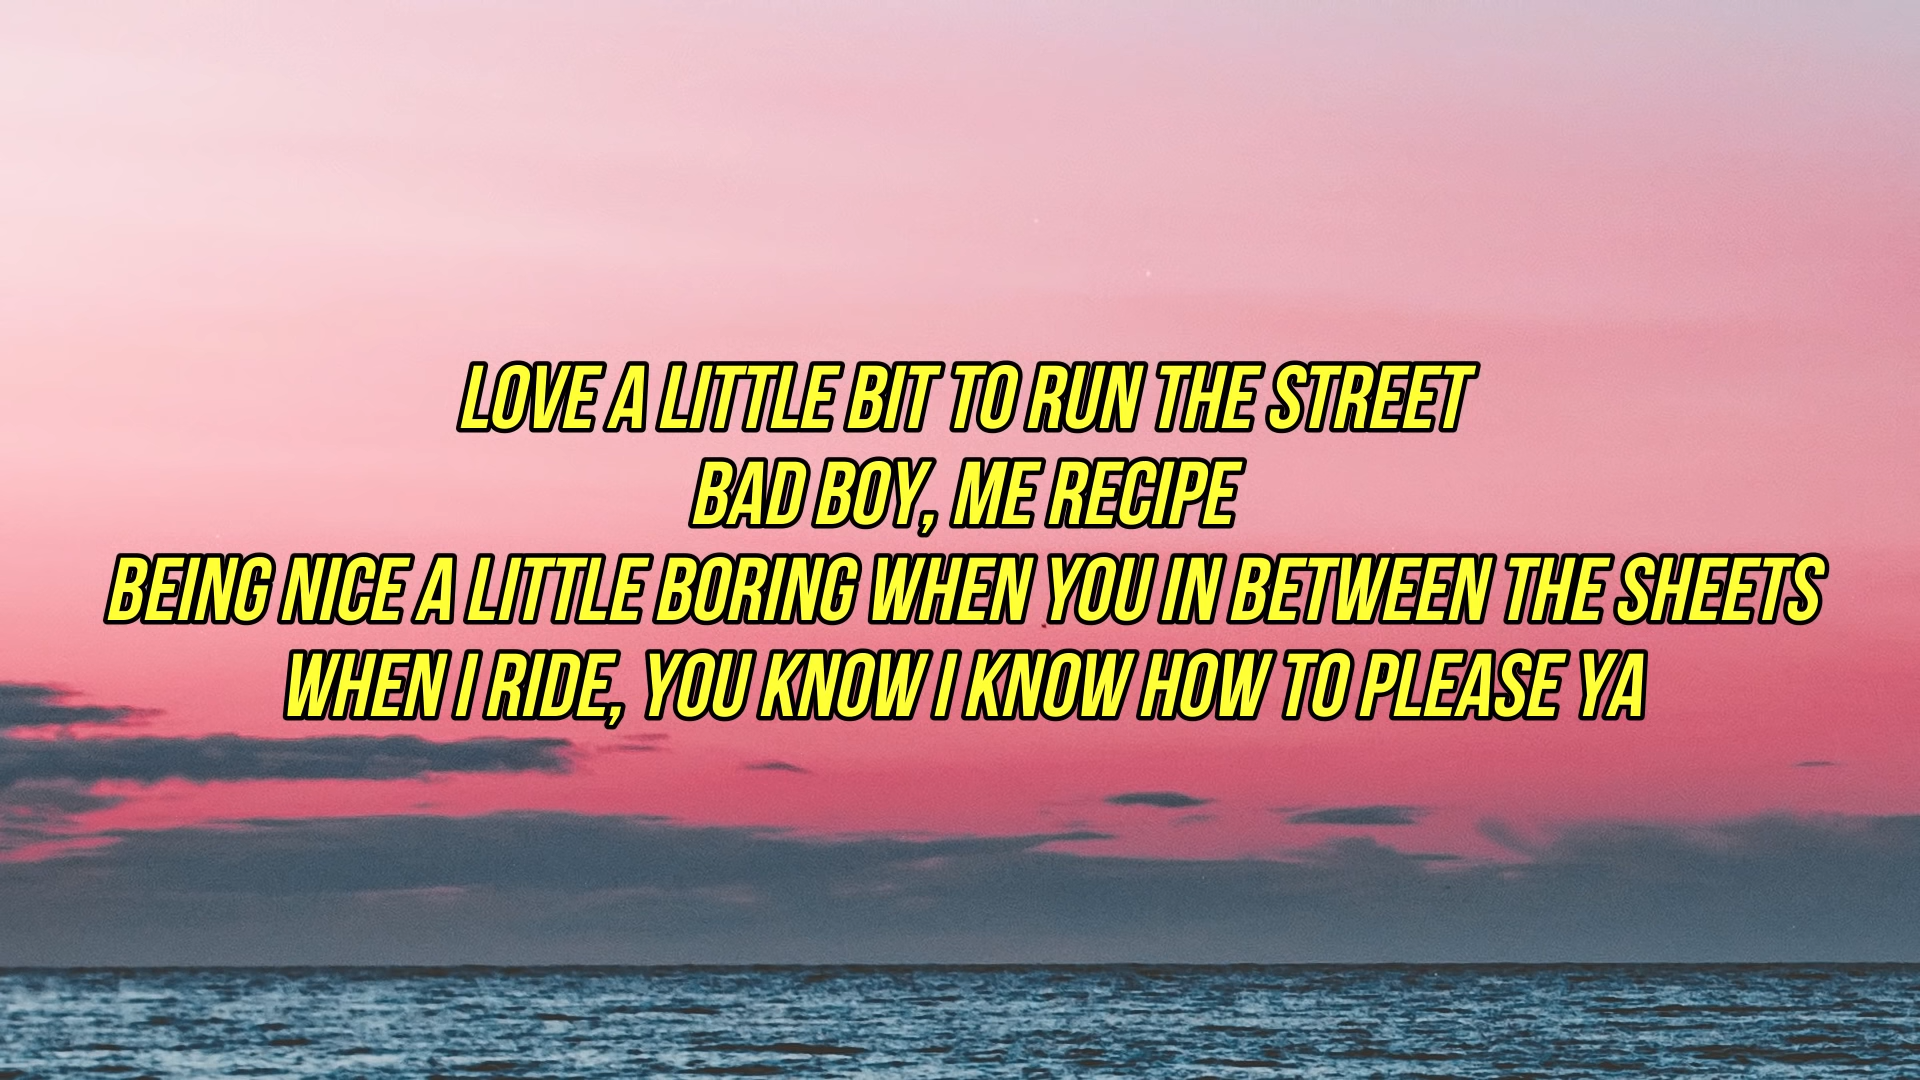 LOVE A LITTLE BIT TO RUN THE STREET
BAD BOY, ME RECIPE
BEING NICE A LITTLE BORING WHEN YOU IN BETWEEN THE SHEETS
WHEN I RIDE, YOU KNOW I KNOW HOW TO PLEASE YA